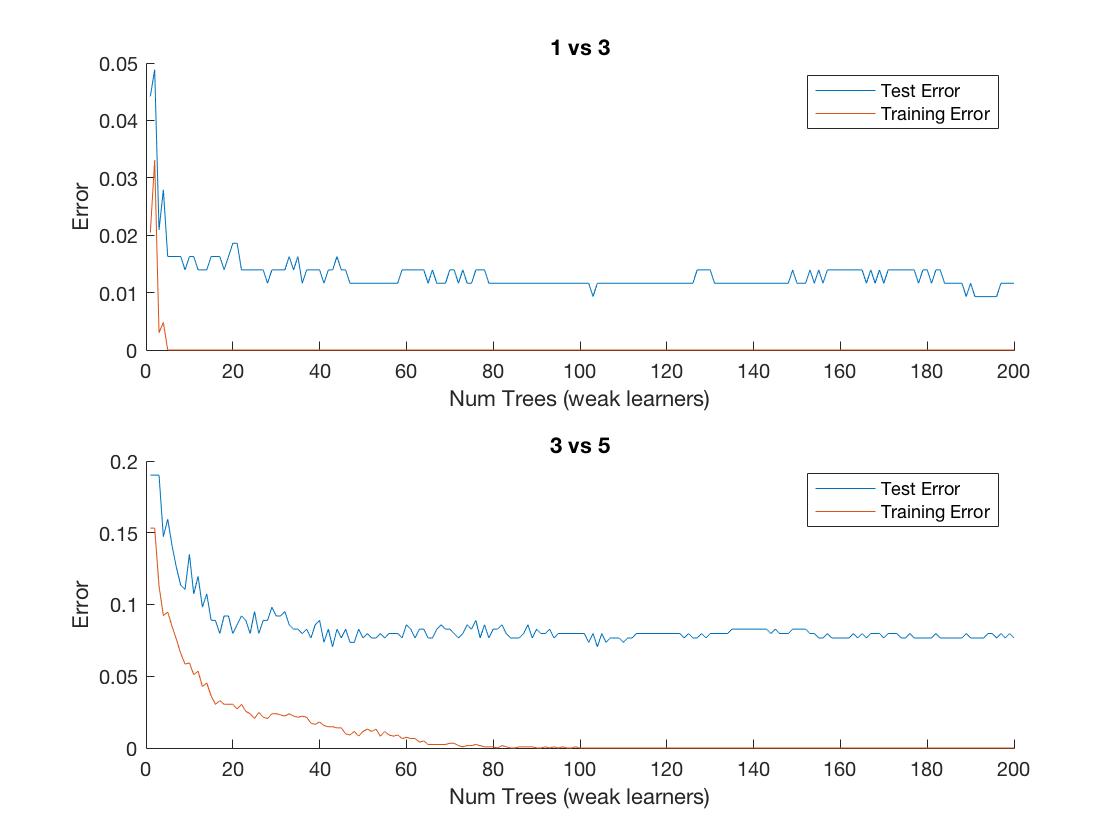 1 vs 3
0.05
0.04
0.03
0.02
0.01
0
Error
Test Error
Training Error
0 20 40 60 80 100 120 140 160 180 200
Num Trees (weak learners)
3 vs 5
0.2
0.15
0.1
0.05
0
Error
Test Error
Training Error
0 20 40 60 80 100 120 140 160 180 200
Num Trees (weak learners)